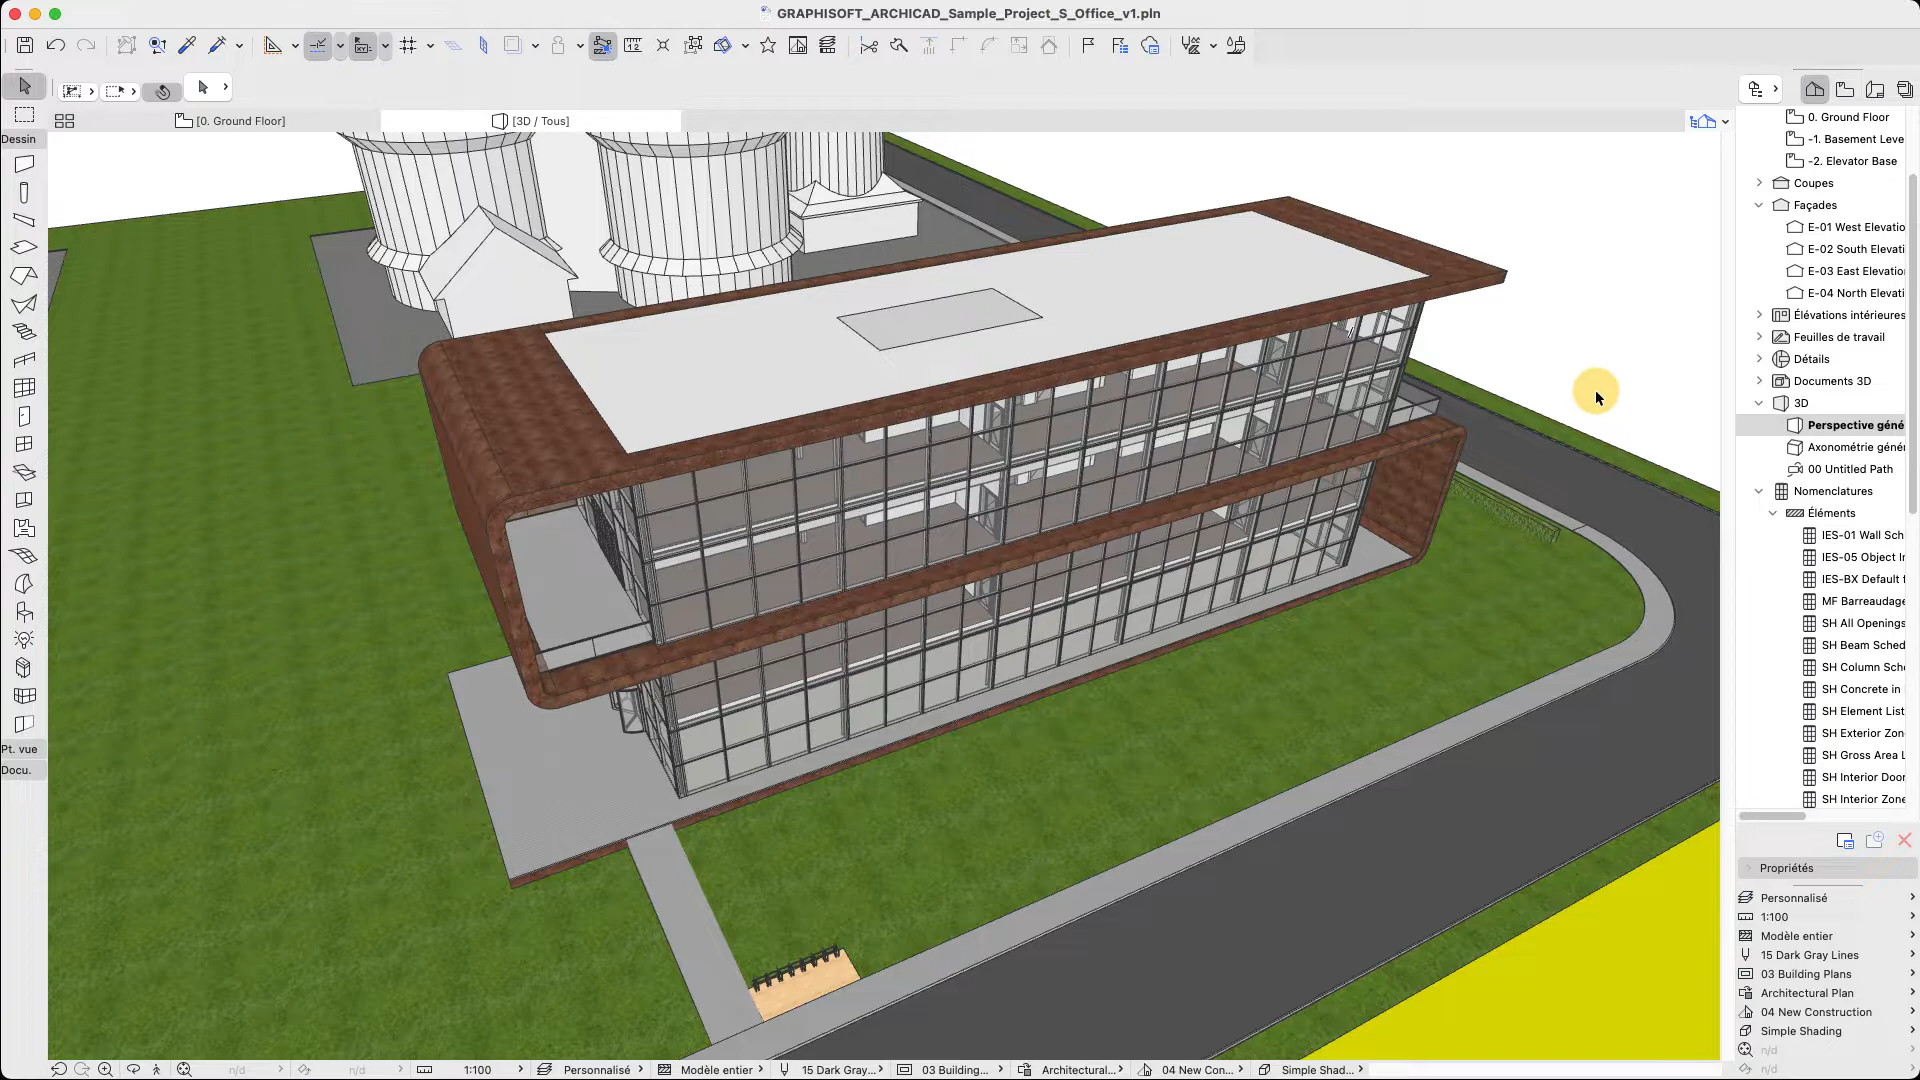 GRAPHISOFT_ARCHICAD_Sample_Project_S_Office_v1.pln
1.2
[0. Ground Floor]
[3D / Tous]
Dessin
Pt. vue
Docu.
0. Ground Floor
-1. Basement Leve
-2. Elevator Base
Coupes
Façades
E-01 West Elevatio
E-02 South Elevati
E-03 East Elevatio
E-04 North Elevati
Élévations intérieures
Feuilles de travail
Détails
Documents 3D
3D
Perspective géné
Axonométrie génér
00 Untitled Path
Nomenclatures
Éléments
IES-01 Wall Sch
IES-05 Object In
IES-BX Default f
MF Barreaudage
SH All Openings
SH Beam Sched
SH Column Sche
SH Concrete in
SH Element List
SH Exterior Zone
SH Gross Area L
SH Interior Door
SH Interior Zone
Propriétés
Personnalisé
1:100
Modèle entier
15 Dark Gray Lines
03 Building Plans
Architectural Plan
04 New Construction
Simple Shading
n/d
n/d
n/d
n/d
1:100
Personnalisé
Modèle entier
15 Dark Gray...
03 Building...
Architectural...
04 New Con...
Simple Shad...